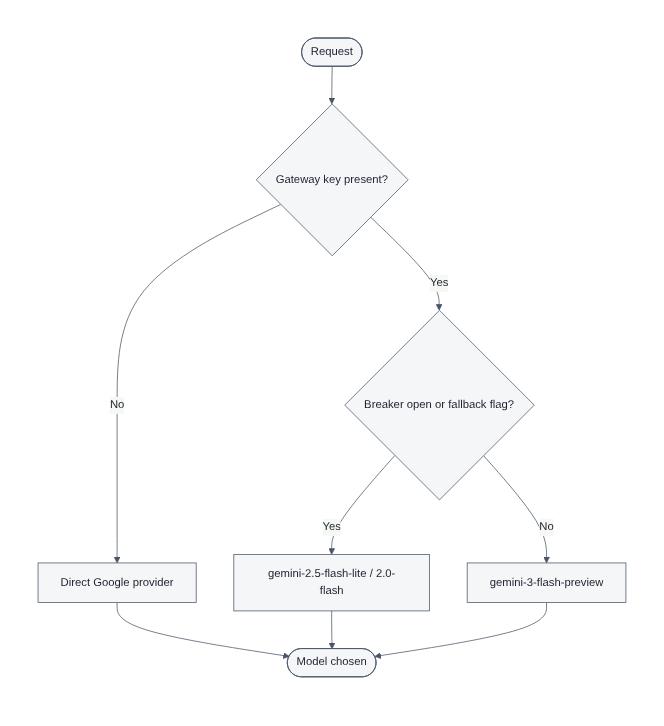 Request
Gateway key present?
Yes
No
Breaker open or fallback flag?
Yes
No
Direct Google provider
gemini-2.5-flash-lite / 2.0-
flash
gemini-3-flash-preview
Model chosen